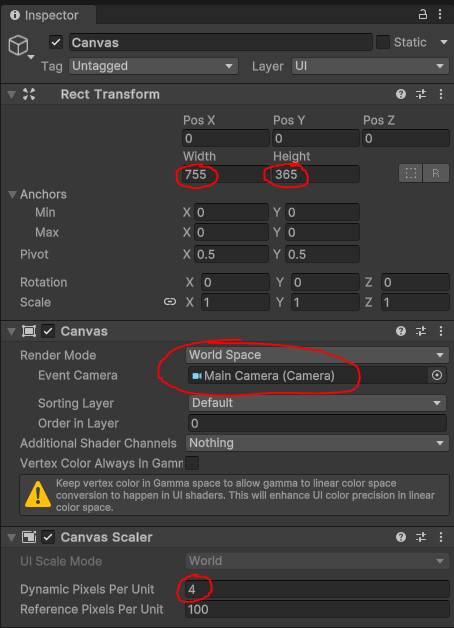 Inspector
Canvas
Static
Tag Untagged Layer UI
Rect Transform
Pos X Pos Y Pos Z
0 0 0
Width Height
755 365
R
Anchors
Min X 0 Y 0
Max X 0 Y 0
Pivot X 0.5 Y 0.5
Rotation X 0 Y 0 Z 0
Scale X 1 Y 1 Z 1
Canvas
Render Mode World Space
Event Camera Main Camera (Camera)
Sorting Layer Default
Order in Layer 0
Additional Shader Channels Nothing
Vertex Color Always In Gamm
Keep vertex color in Gamma space to allow gamma to linear color space
conversion to happen in UI shaders. This will enhance UI color precision in linear
color space.
Canvas Scaler
UI Scale Mode World
Dynamic Pixels Per Unit 4
Reference Pixels Per Unit 100